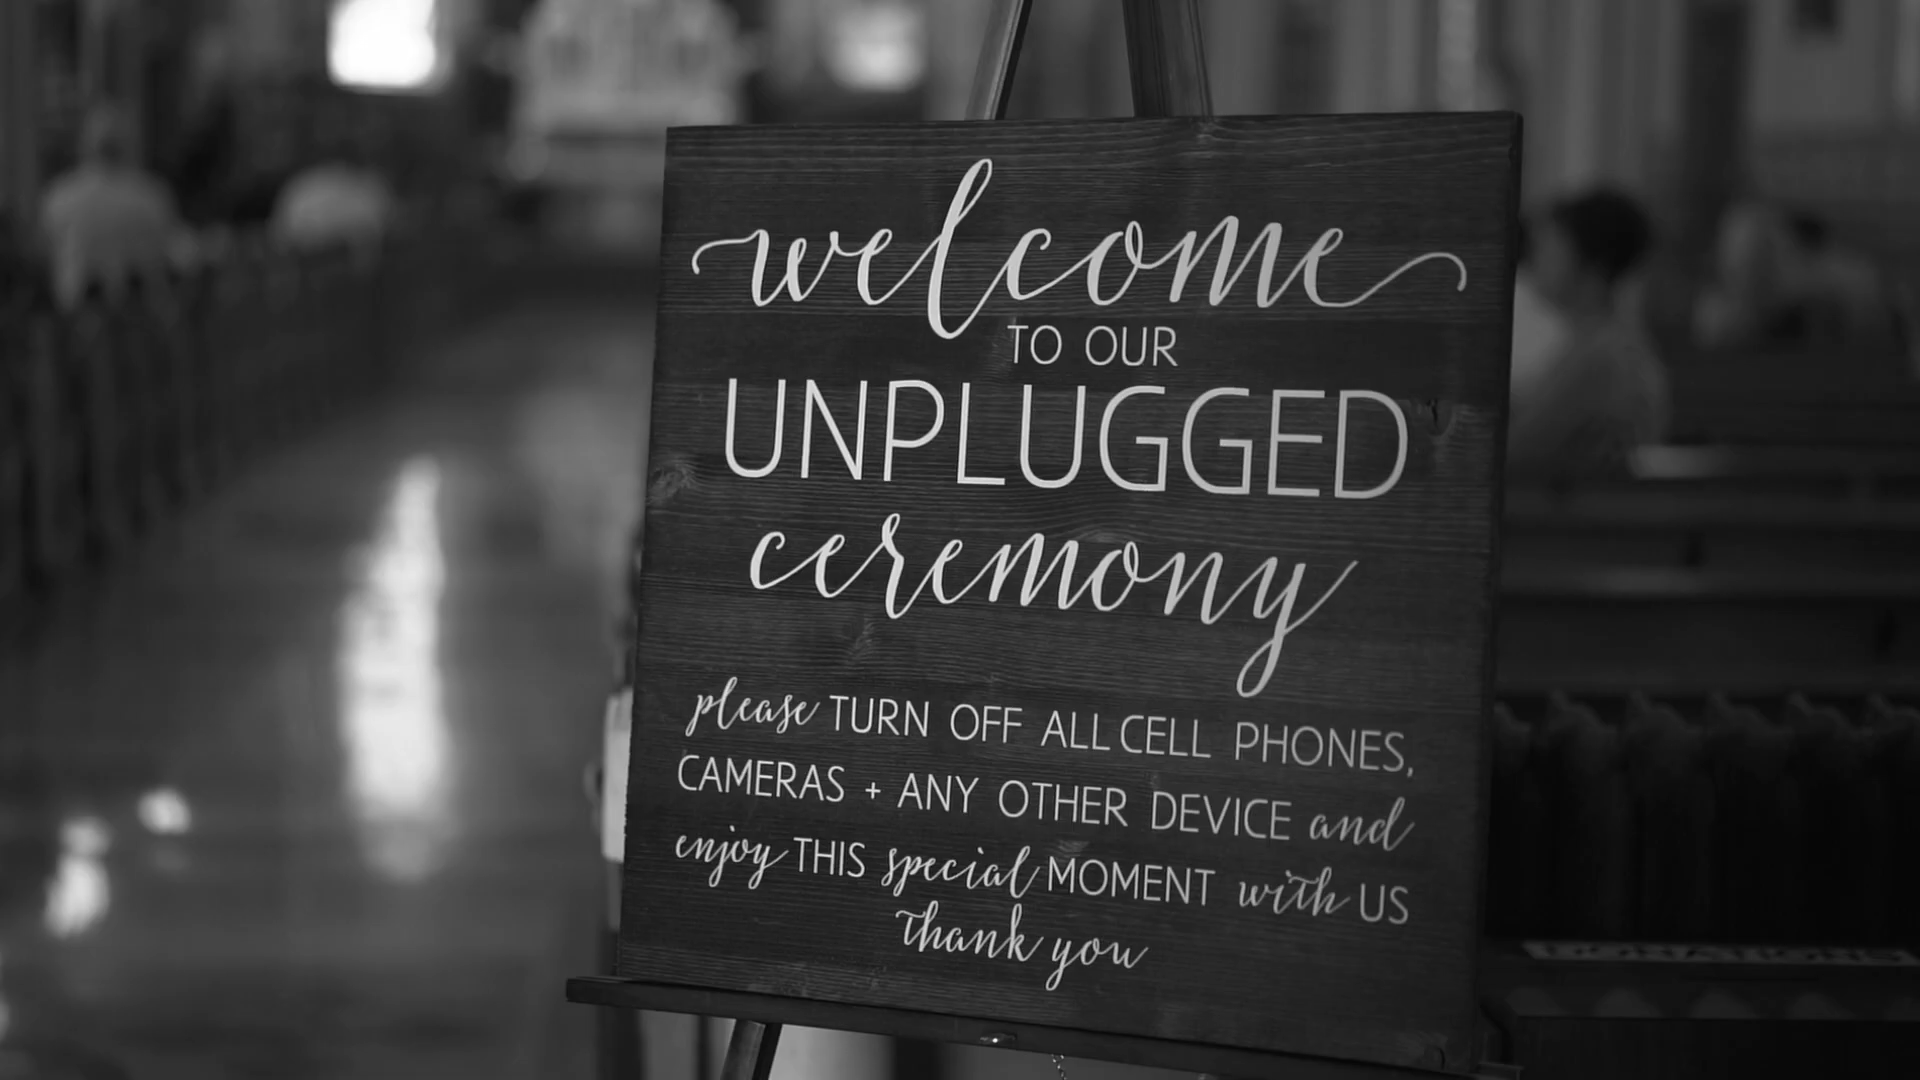 welcome
TO OUR
UNPLUGGED
ceremony
please TURN OFF ALL CELL PHONES,
CAMERAS + ANY OTHER DEVICE and
enjoy THIS special MOMENT with US
thank you
DONATIONS